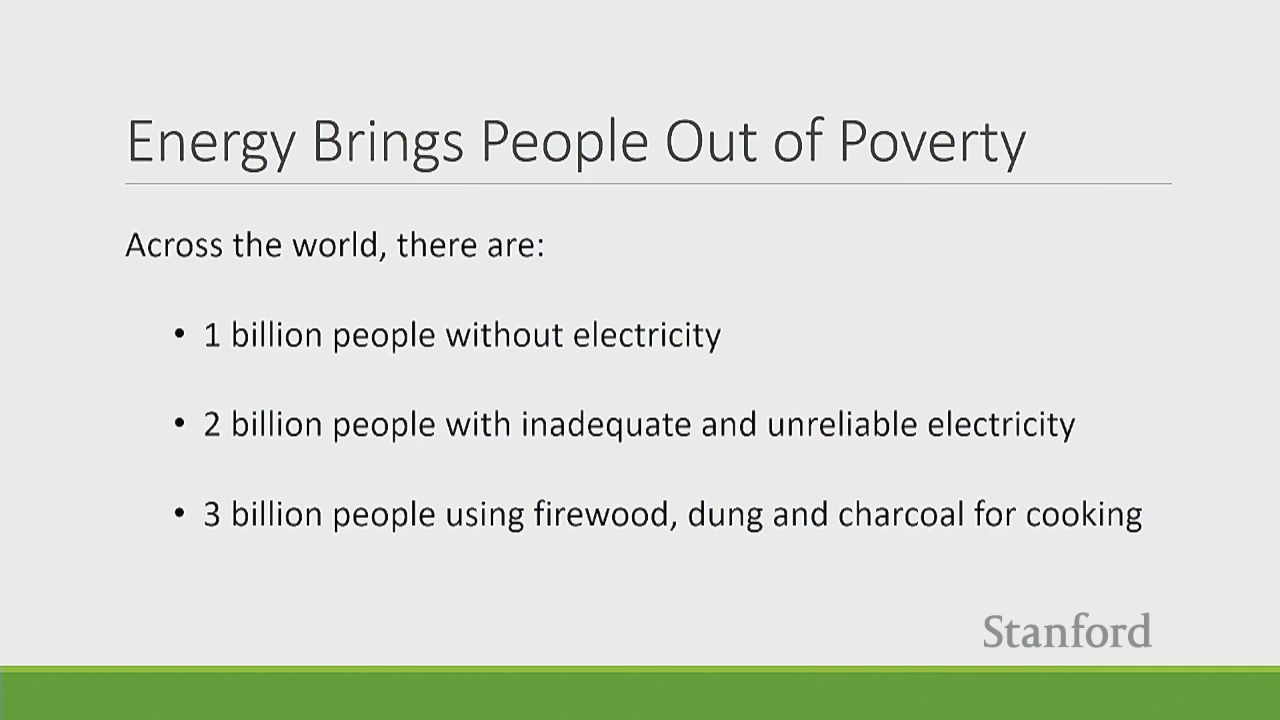 Energy Brings People Out of Poverty
Across the world, there are:
• 1 billion people without electricity
• 2 billion people with inadequate and unreliable electricity
• 3 billion people using firewood, dung and charcoal for cooking
Stanford